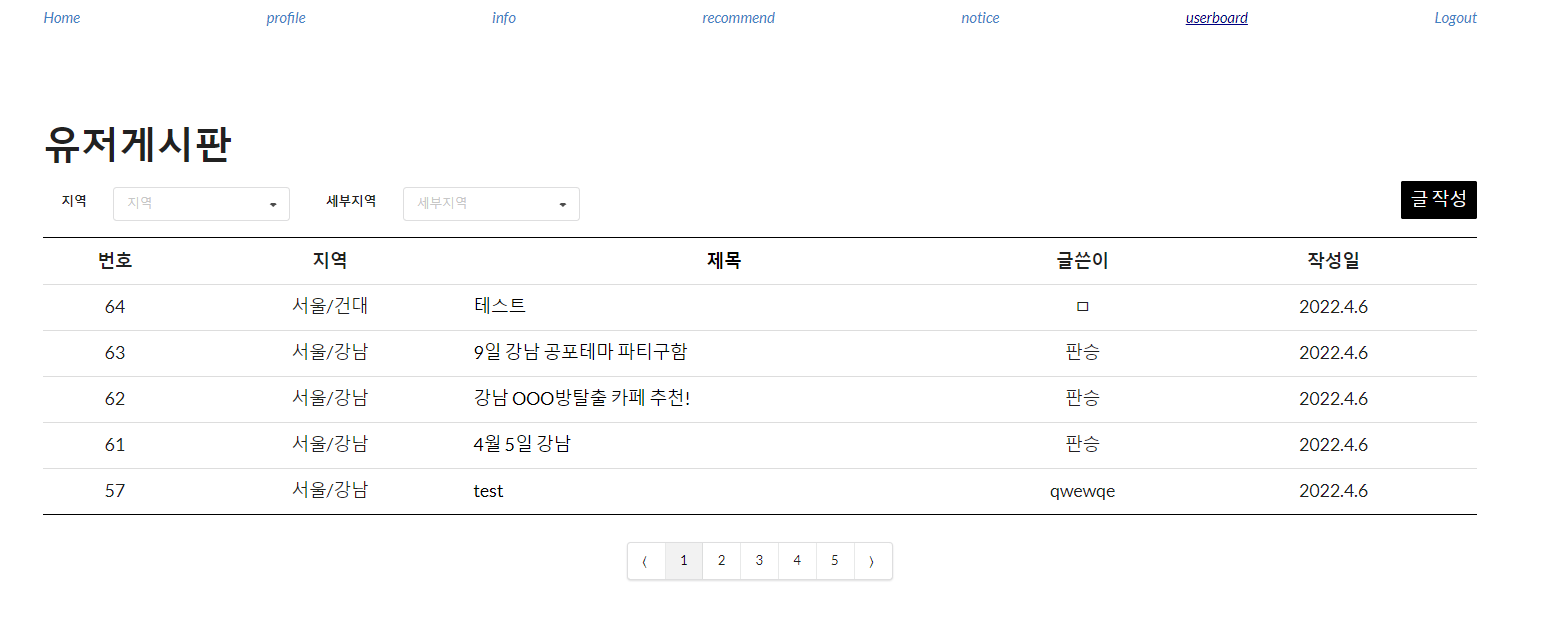 Home profile info recommend notice userboard Logout
유저게시판
지역 지역 세부지역 세부지역 글 작성
번호 지역 제목 글쓴이 작성일
64 서울/건대 테스트 ㅁ 2022.4.6
63 서울/강남 9일 강남 공포테마 파티구함 판승 2022.4.6
62 서울/강남 강남 OOO방탈출 카페 추천! 판승 2022.4.6
61 서울/강남 4월 5일 강남 판승 2022.4.6
57 서울/강남 test qwewqe 2022.4.6
⟨ 1 2 3 4 5 ⟩